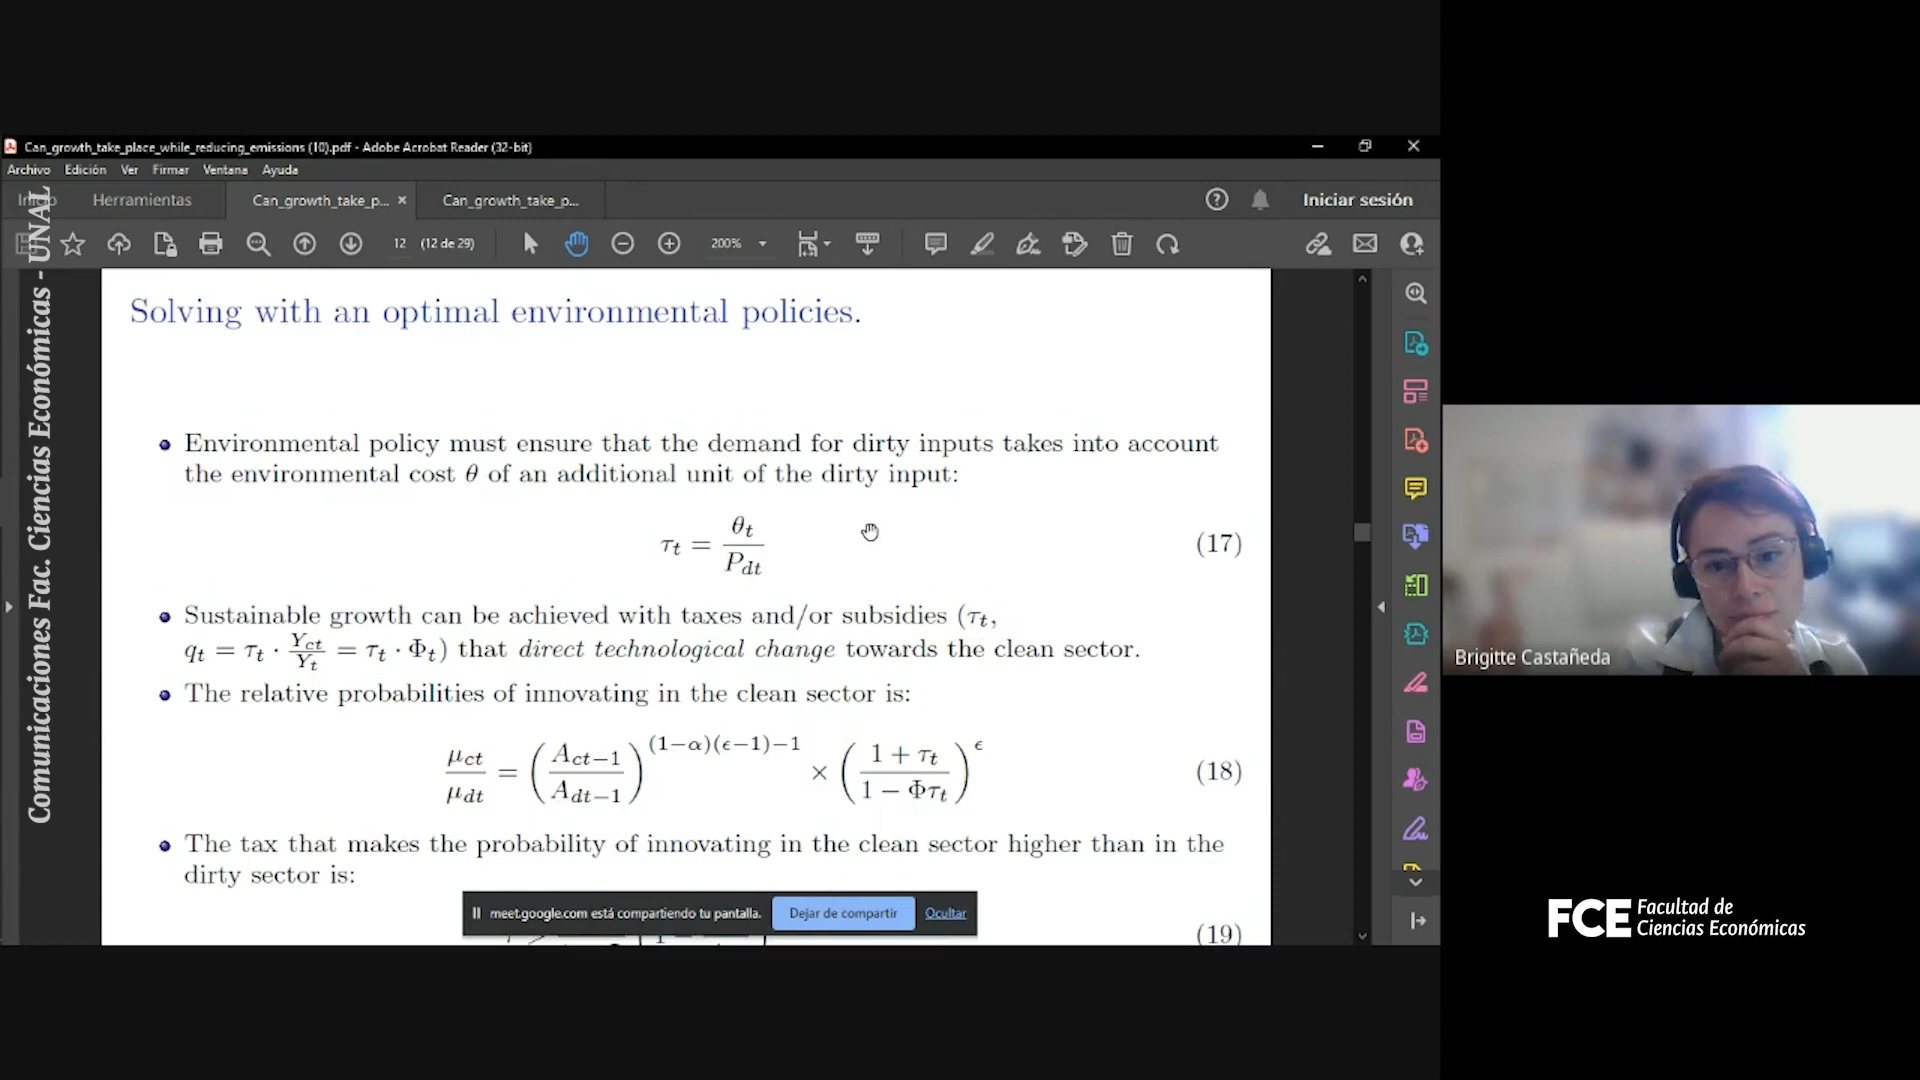 Can_growth_take_place_while_reducing_emissions (10).pdf - Adobe Acrobat Reader (32-bit)
Archivo Edición Ver Firmar Ventana Ayuda
Inicio Herramientas Can_growth_take_p... × Can_growth_take_p... Iniciar sesión
12 (12 de 29) 200%
Comunicaciones Fac. Ciencias Económicas - UNAL
Solving with an optimal environmental policies.
Environmental policy must ensure that the demand for dirty inputs takes into account
the environmental cost θ of an additional unit of the dirty input:
τt = θt / Pdt (17)
Sustainable growth can be achieved with taxes and/or subsidies (τt,
qt = τt · Yct/Yt = τt · Φt) that direct technological change towards the clean sector.
The relative probabilities of innovating in the clean sector is:
μct/μdt = (Act−1/Adt−1)^(1−α)(ϵ−1)−1 × ((1 + τt)/(1 − Φτt))^ϵ (18)
The tax that makes the probability of innovating in the clean sector higher than in the
dirty sector is:
meet.google.com está compartiendo tu pantalla. Dejar de compartir Ocultar
(19)
Brigitte Castañeda
FCE Facultad de
Ciencias Económicas